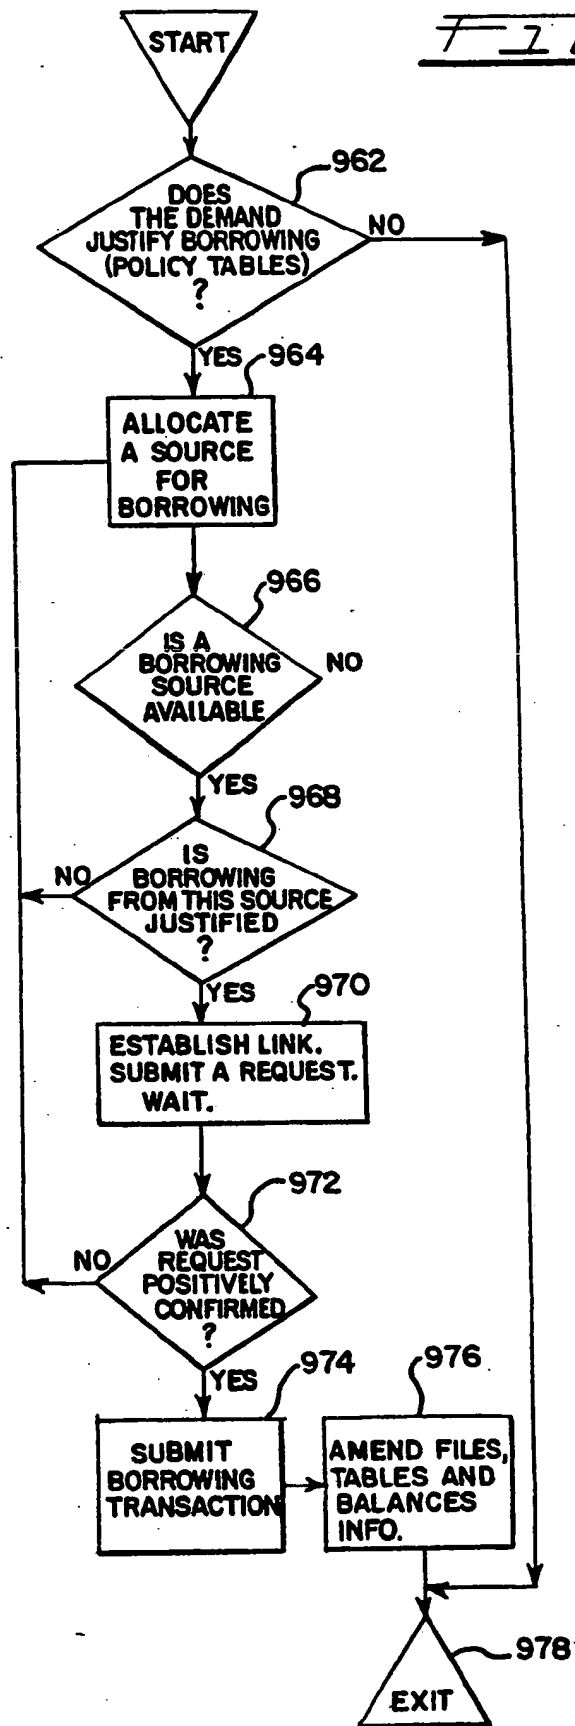 START
962
DOES
THE DEMAND
JUSTIFY BORROWING
(POLICY TABLES)
?
NO
YES
964
ALLOCATE
A SOURCE
FOR
BORROWING
966
IS A
BORROWING
SOURCE
AVAILABLE
NO
YES
968
IS
BORROWING
FROM THIS SOURCE
JUSTIFIED
?
NO
YES
970
ESTABLISH LINK.
SUBMIT A REQUEST.
WAIT.
972
WAS
REQUEST
POSITIVELY
CONFIRMED
?
NO
YES
974
SUBMIT
BORROWING
TRANSACTION
976
AMEND FILES,
TABLES AND
BALANCES
INFO.
978
EXIT